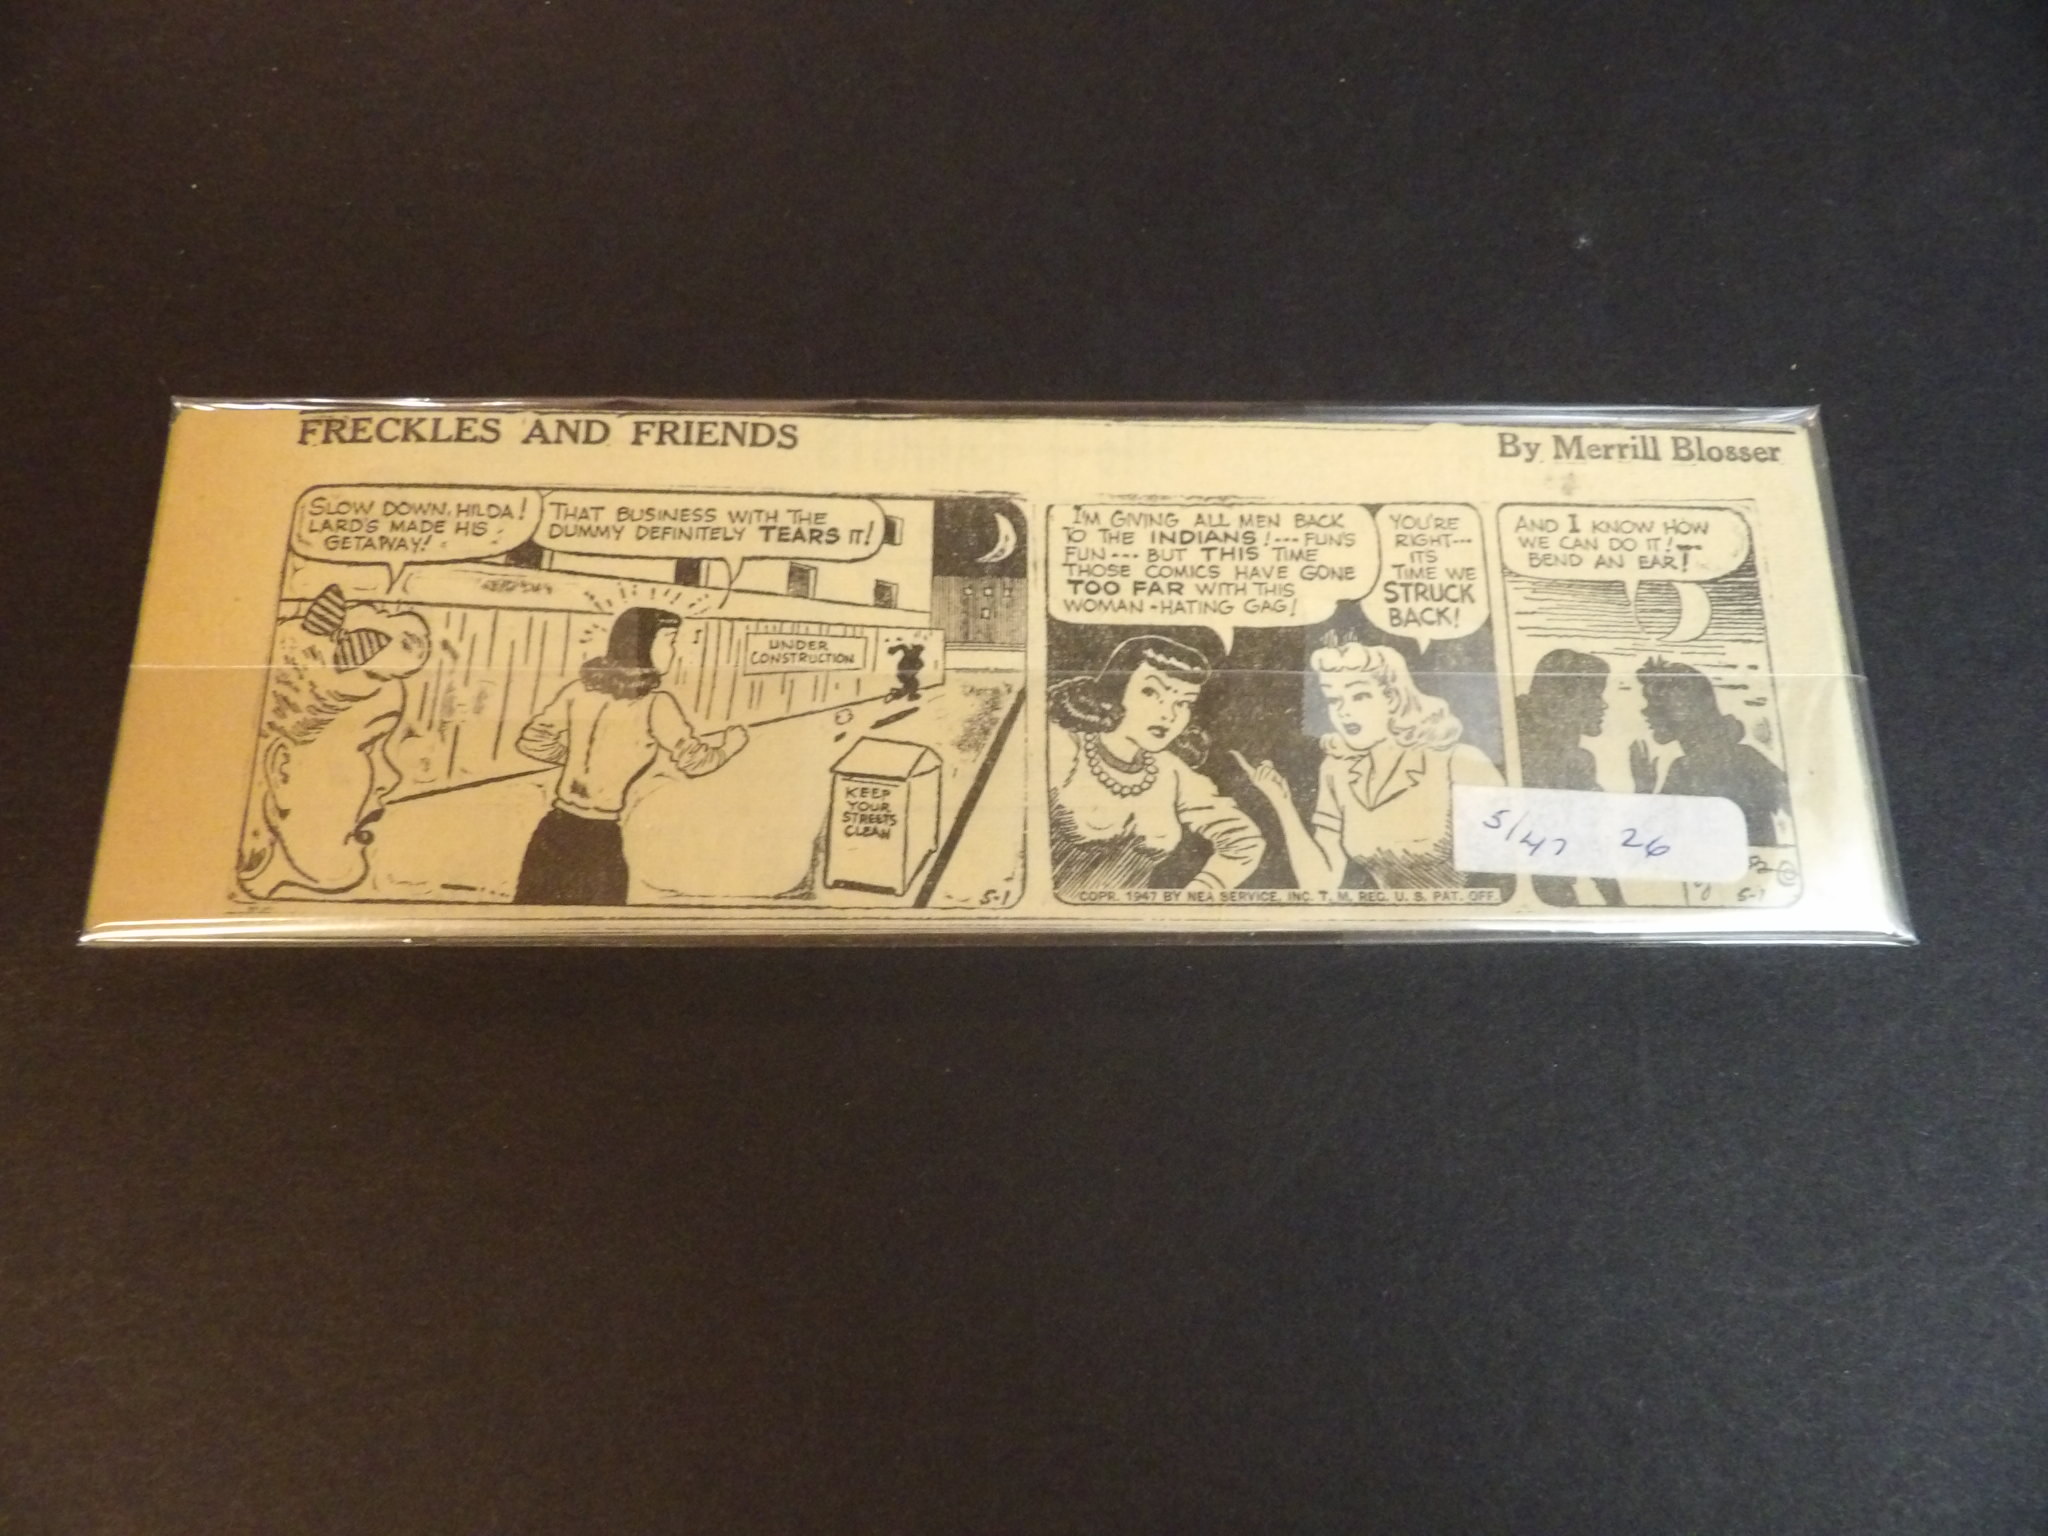 FRECKLES AND FRIENDS
By Merrill Blosser
SLOW DOWN, HILDA!
LARD'S MADE HIS
GETAWAY!
THAT BUSINESS WITH THE
DUMMY DEFINITELY TEARS IT!
UNDER
CONSTRUCTION
KEEP
YOUR
STREETS
CLEAN
5-1
I'M GIVING ALL MEN BACK
TO THE INDIANS!--- FUN'S
FUN--- BUT THIS TIME
THOSE COMICS HAVE GONE
TOO FAR WITH THIS
WOMAN-HATING GAG!
YOU'RE
RIGHT---
ITS
TIME WE
STRUCK
BACK!
COPR. 1947 BY NEA SERVICE, INC. T. M. REG. U. S. PAT. OFF.
AND I KNOW HOW
WE CAN DO IT!--
BEND AN EAR!
5/47 26
5-1